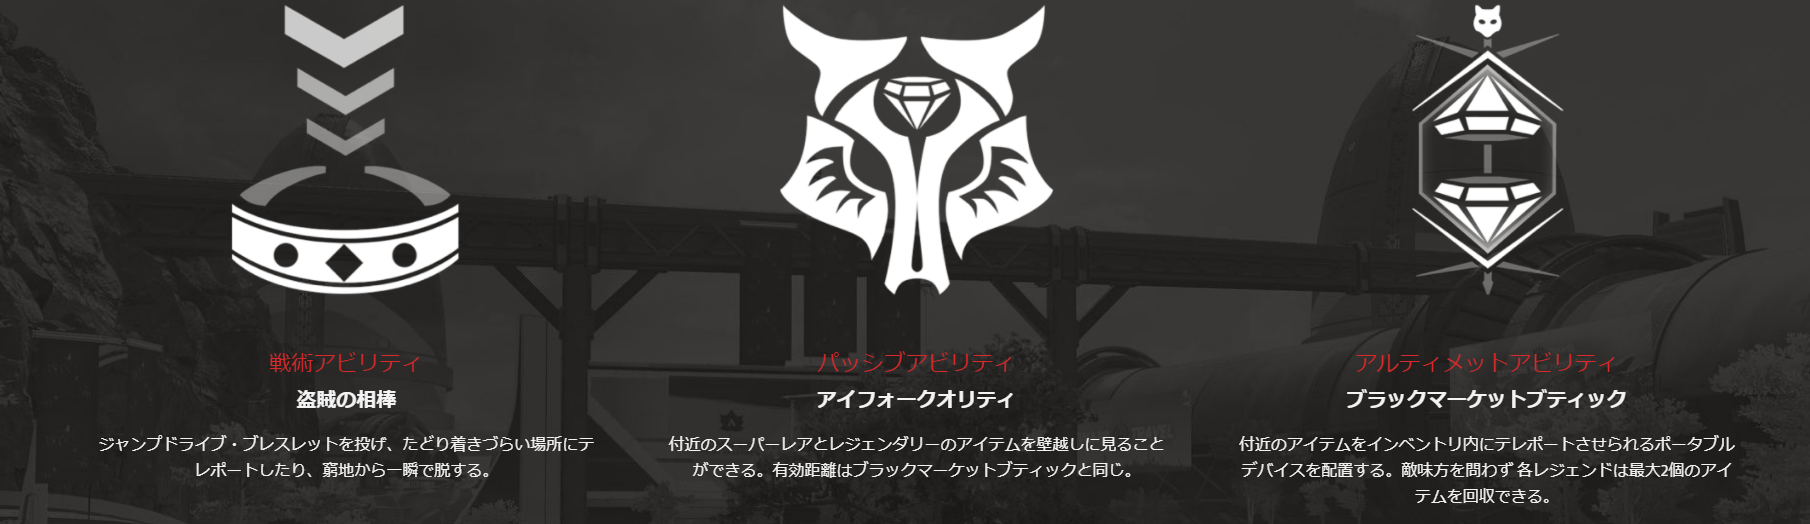 戦術アビリティ
盗賊の相棒
ジャンプドライブ・ブレスレットを投げ、たどり着きづらい場所にテ
レポートしたり、窮地から一瞬で脱する。
パッシブアビリティ
アイフォークオリティ
付近のスーパーレアとレジェンダリーのアイテムを壁越しに見ること
ができる。有効距離はブラックマーケットブティックと同じ。
アルティメットアビリティ
ブラックマーケットブティック
付近のアイテムをインベントリ内にテレポートさせられるポータブル
デバイスを配置する。敵味方を問わず 各レジェンドは最大2個のアイ
テムを回収できる。